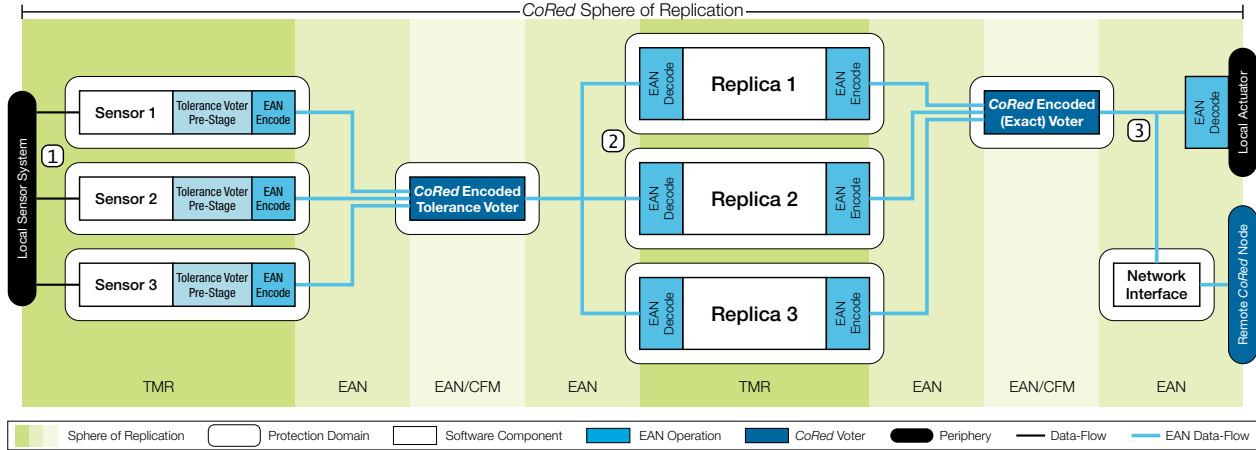 CoRed Sphere of Replication
Local Sensor System
1
Sensor 1
Tolerance Voter
Pre-Stage
EAN
Encode
Sensor 2
Tolerance Voter
Pre-Stage
EAN
Encode
Sensor 3
Tolerance Voter
Pre-Stage
EAN
Encode
CoRed Encoded
Tolerance Voter
2
EAN
Decode
Replica 1
EAN
Encode
EAN
Decode
Replica 2
EAN
Encode
EAN
Decode
Replica 3
EAN
Encode
CoRed Encoded
(Exact) Voter
3
EAN
Decode
Local Actuator
Network
Interface
Remote CoRed Node
TMR
EAN
EAN/CFM
EAN
TMR
EAN
EAN/CFM
EAN
Sphere of Replication
Protection Domain
Software Component
EAN Operation
CoRed Voter
Periphery
Data-Flow
EAN Data-Flow